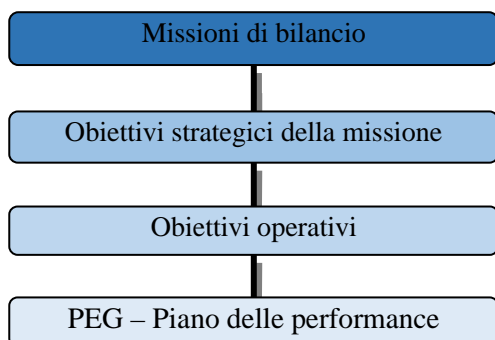 Missioni di bilancio
Obiettivi strategici della missione
Obiettivi operativi
PEG – Piano delle performance